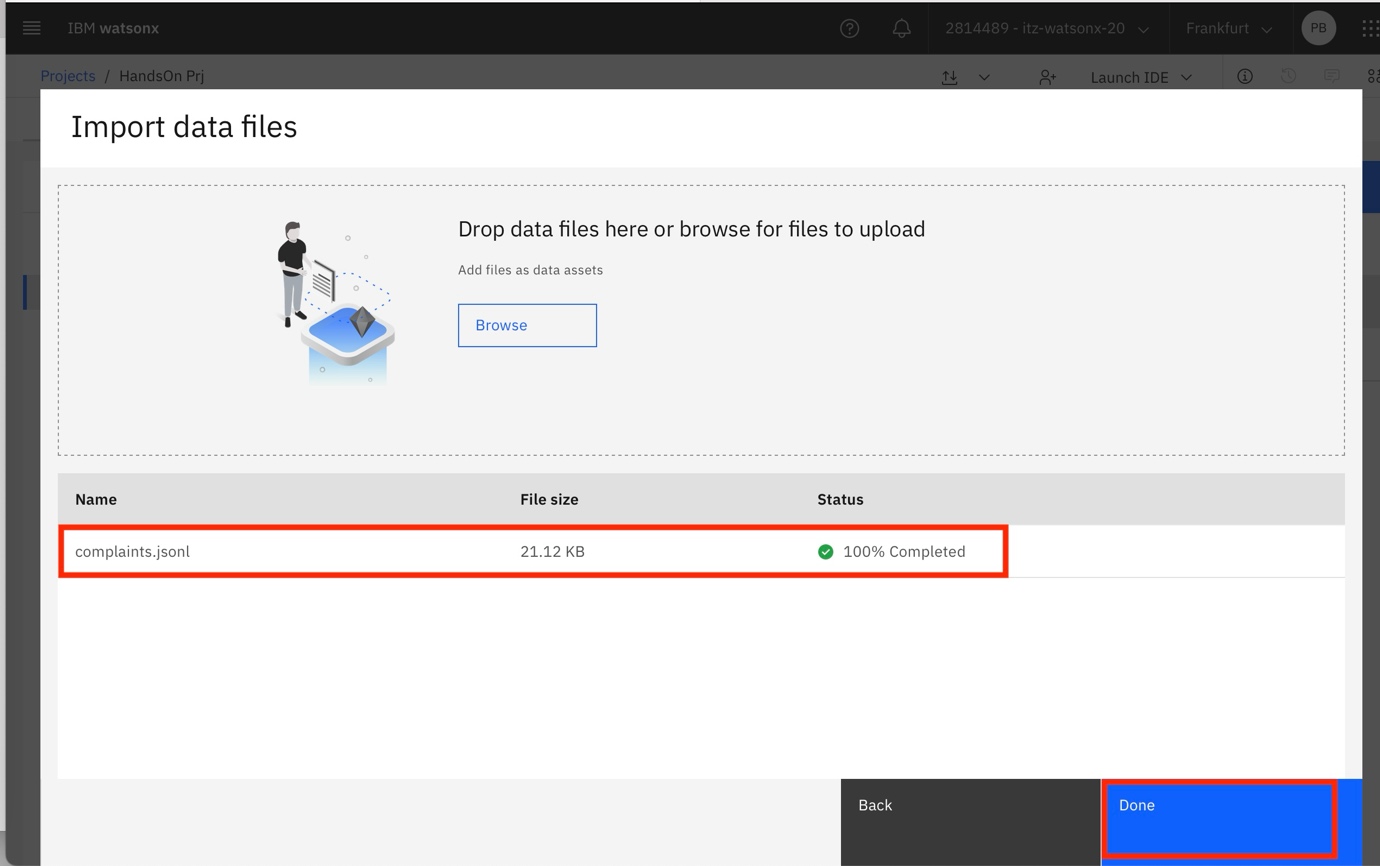 IBM watsonx
2814489 - itz-watsonx-20
Frankfurt
PB
Projects / HandsOn Prj
Launch IDE
Import data files
Drop data files here or browse for files to upload
Add files as data assets
Browse
Name File size Status
complaints.jsonl 21.12 KB 100% Completed
Back
Done